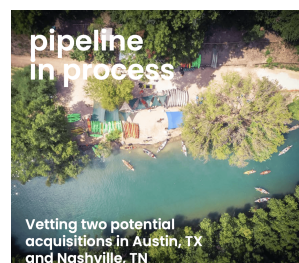 pipeline
in process
Vetting two potential
acquisitions in Austin, TX
and Nashville, TN